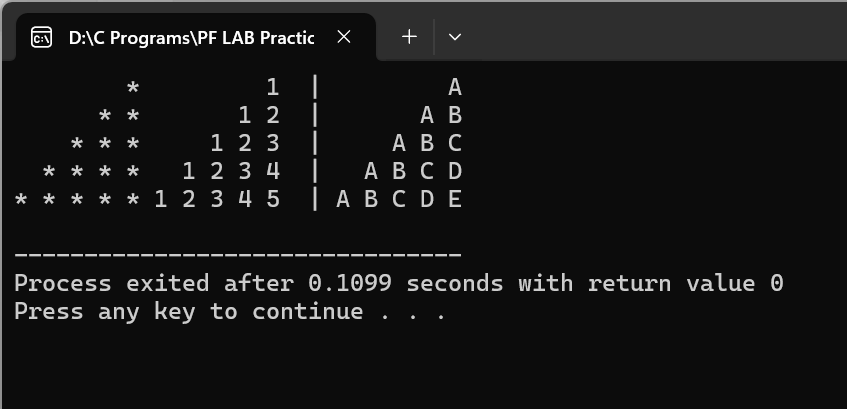 D:\C Programs\PF LAB Practic
        *         1  |         A
      * *       1 2  |       A B
    * * *     1 2 3  |     A B C
  * * * *   1 2 3 4  |   A B C D
* * * * * 1 2 3 4 5  | A B C D E
--------------------------------
Process exited after 0.1099 seconds with return value 0
Press any key to continue . . .